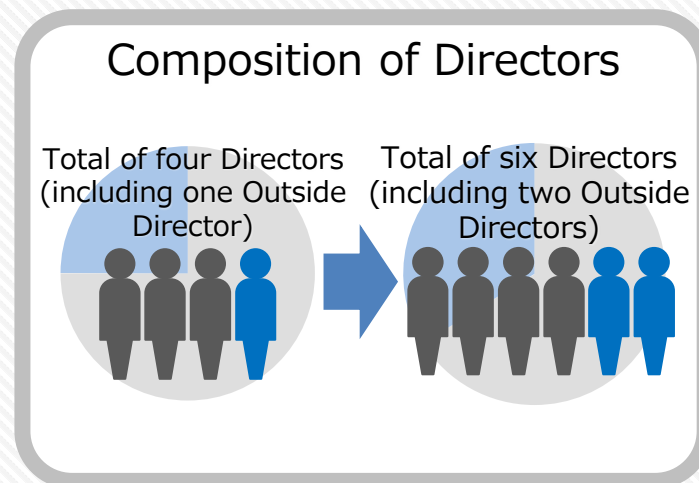 Composition of Directors
Total of four Directors
(including one Outside
Director)
Total of six Directors
(including two Outside
Directors)